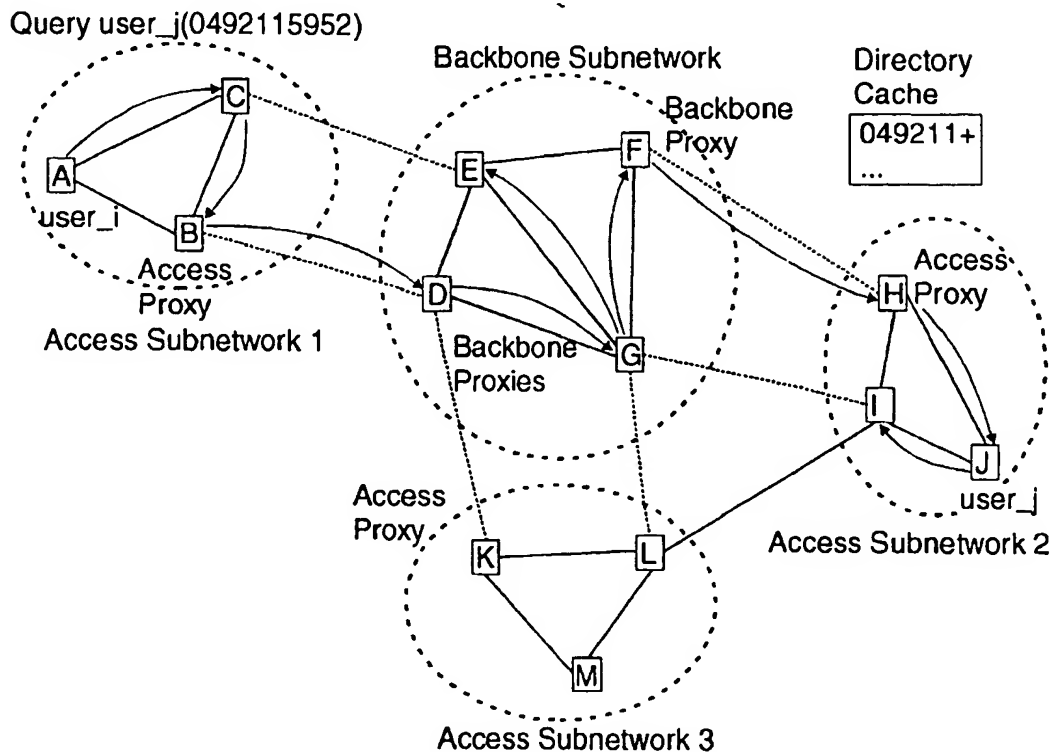 Query user_j(0492115952)
C
A
user_i
B
Access
Proxy
Access Subnetwork 1
Backbone Subnetwork
Backbone
Proxy
F
E
D
G
Backbone
Proxies
Directory
Cache
049211+
...
Access
Proxy
H
I
J
user_j
Access Subnetwork 2
Access
Proxy
K
L
M
Access Subnetwork 3